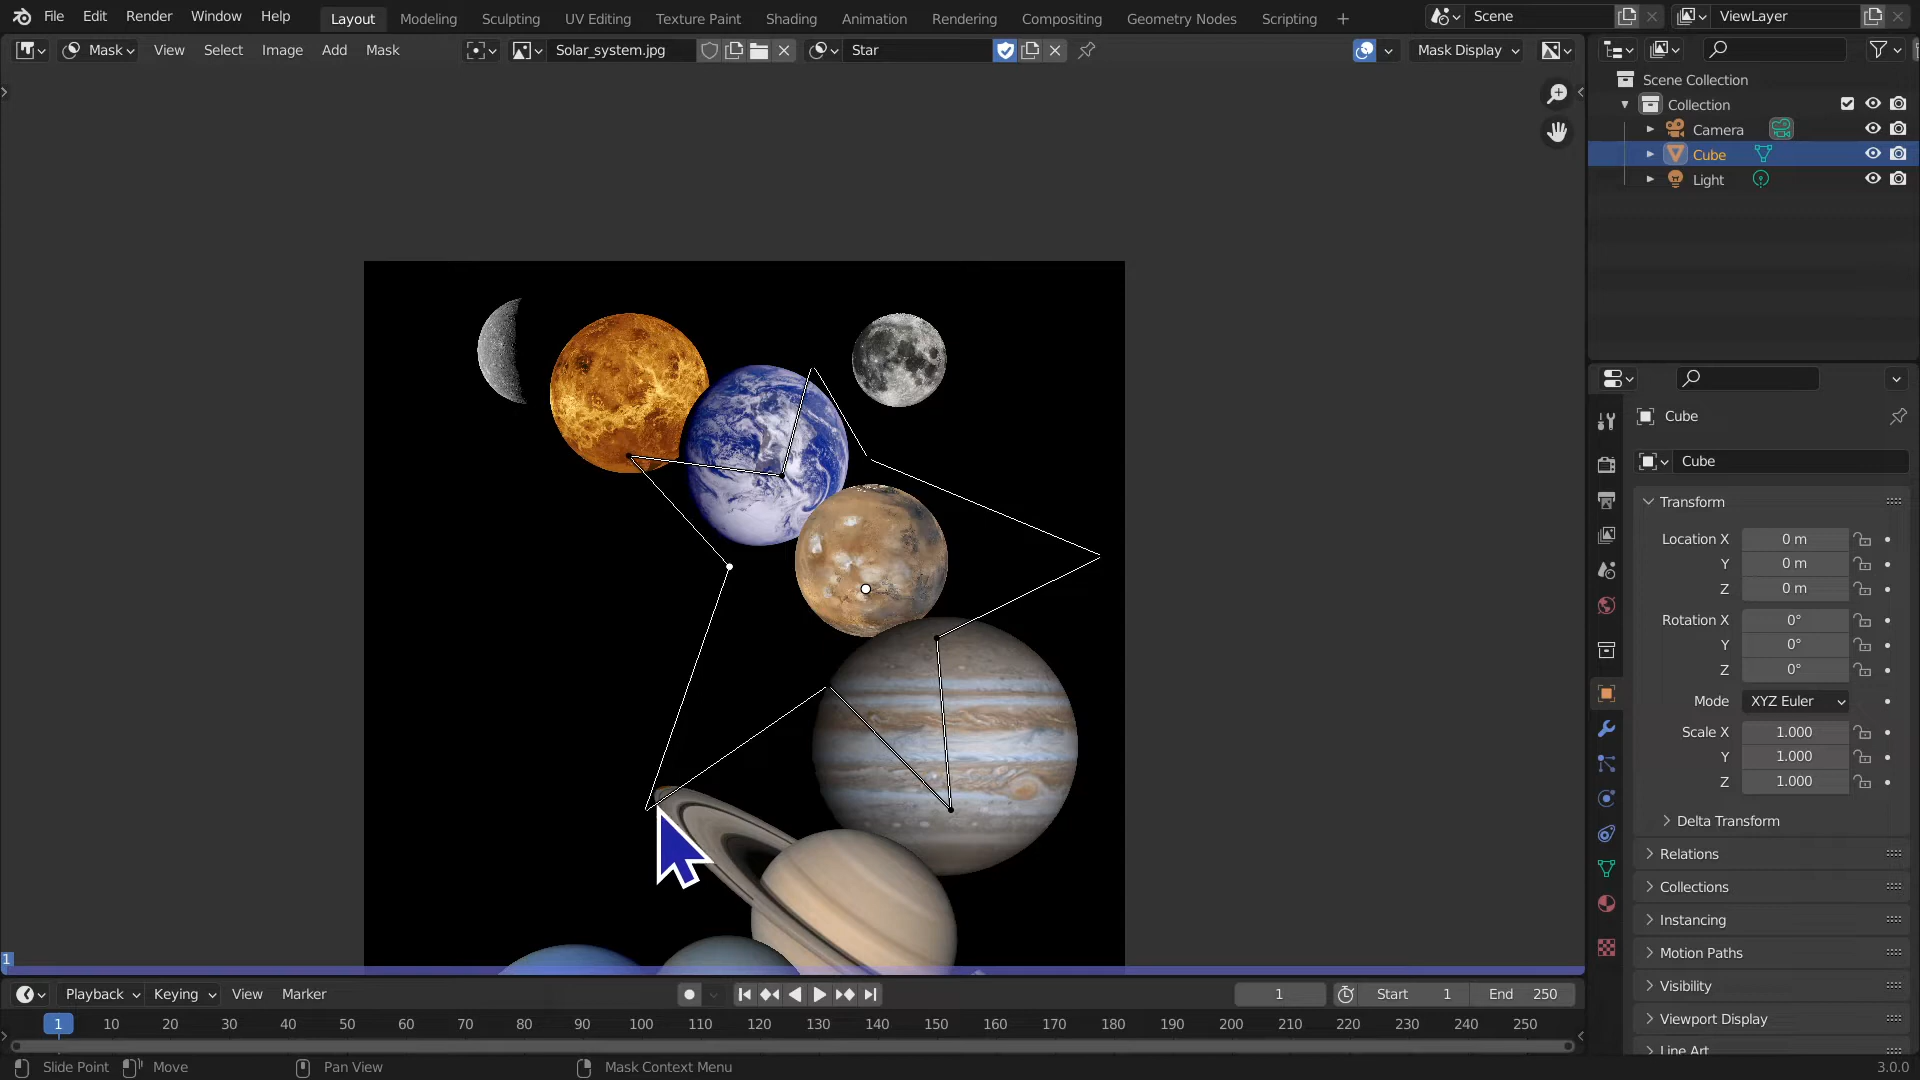 File Edit Render Window Help Layout Modeling Sculpting UV Editing Texture Paint Shading Animation Rendering Compositing Geometry Nodes Scripting + Scene ViewLayer
Mask View Select Image Add Mask Solar_system.jpg Star Mask Display
Scene Collection
Collection
Camera
Cube
Light
Cube
Cube
Transform
Location X 0 m
Y 0 m
Z 0 m
Rotation X 0°
Y 0°
Z 0°
Mode XYZ Euler
Scale X 1.000
Y 1.000
Z 1.000
Delta Transform
Relations
Collections
Instancing
Motion Paths
Visibility
Viewport Display
Line Art
1
Playback Keying View Marker 1 Start 1 End 250
1 10 20 30 40 50 60 70 80 90 100 110 120 130 140 150 160 170 180 190 200 210 220 230 240 250
Slide Point Move Pan View Mask Context Menu 3.0.0